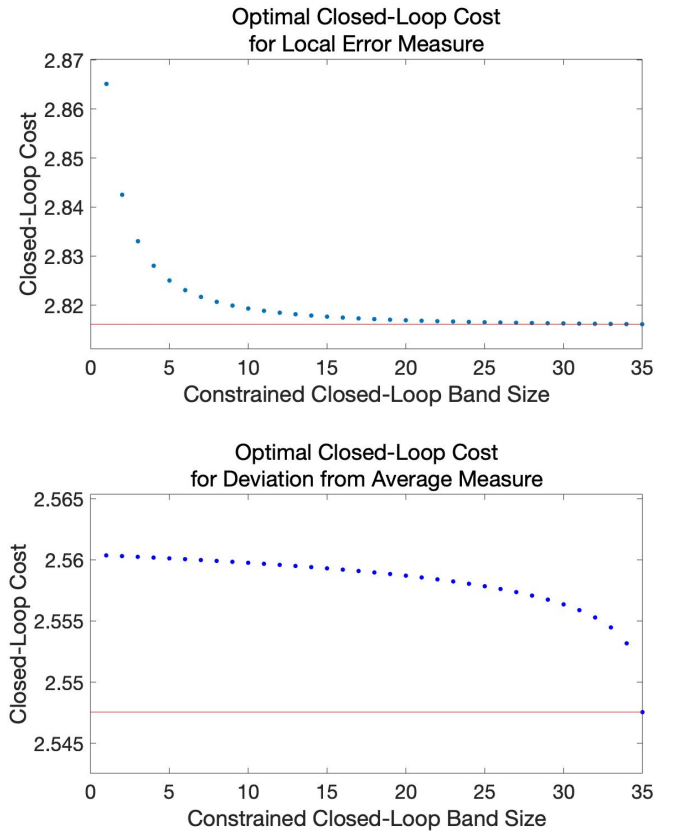 Optimal Closed-Loop Cost
for Local Error Measure
2.87
2.86
2.85
2.84
2.83
2.82
Closed-Loop Cost
0 5 10 15 20 25 30 35
Constrained Closed-Loop Band Size
Optimal Closed-Loop Cost
for Deviation from Average Measure
2.565
2.56
2.555
2.55
2.545
Closed-Loop Cost
0 5 10 15 20 25 30 35
Constrained Closed-Loop Band Size